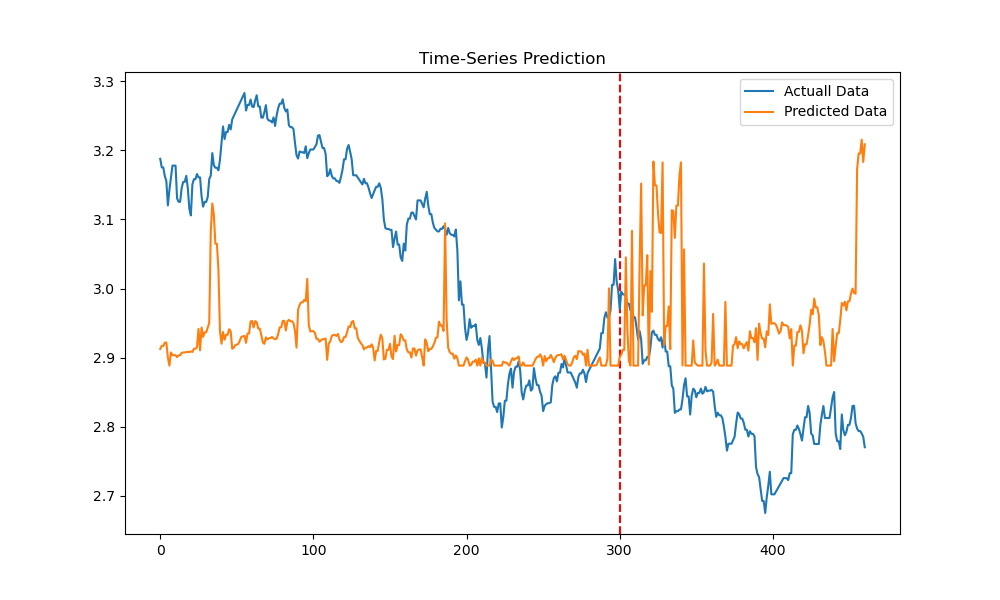 Time-Series Prediction
Actuall Data
Predicted Data
3.3
3.2
3.1
3.0
2.9
2.8
2.7
0 100 200 300 400